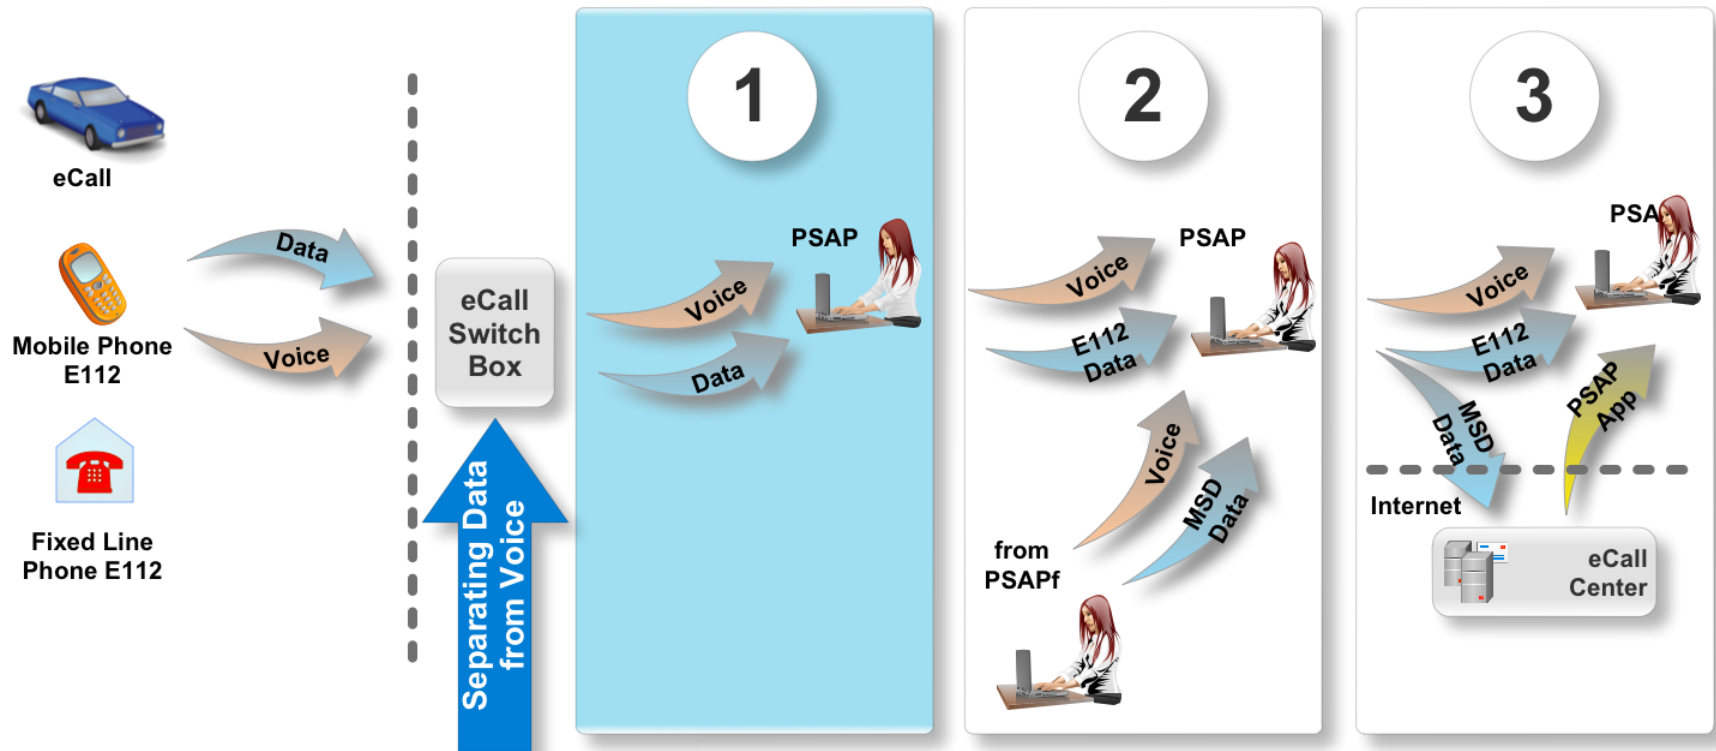 eCall
Mobile Phone
E112
Fixed Line
Phone E112
Data
Voice
eCall
Switch
Box
Separating Data
from Voice
1
PSAP
Voice
Data
2
PSAP
Voice
E112
Data
Voice
MSD
Data
from
PSAPf
3
PSA
Voice
E112
Data
MSD
Data
PSAP
App
Internet
eCall
Center